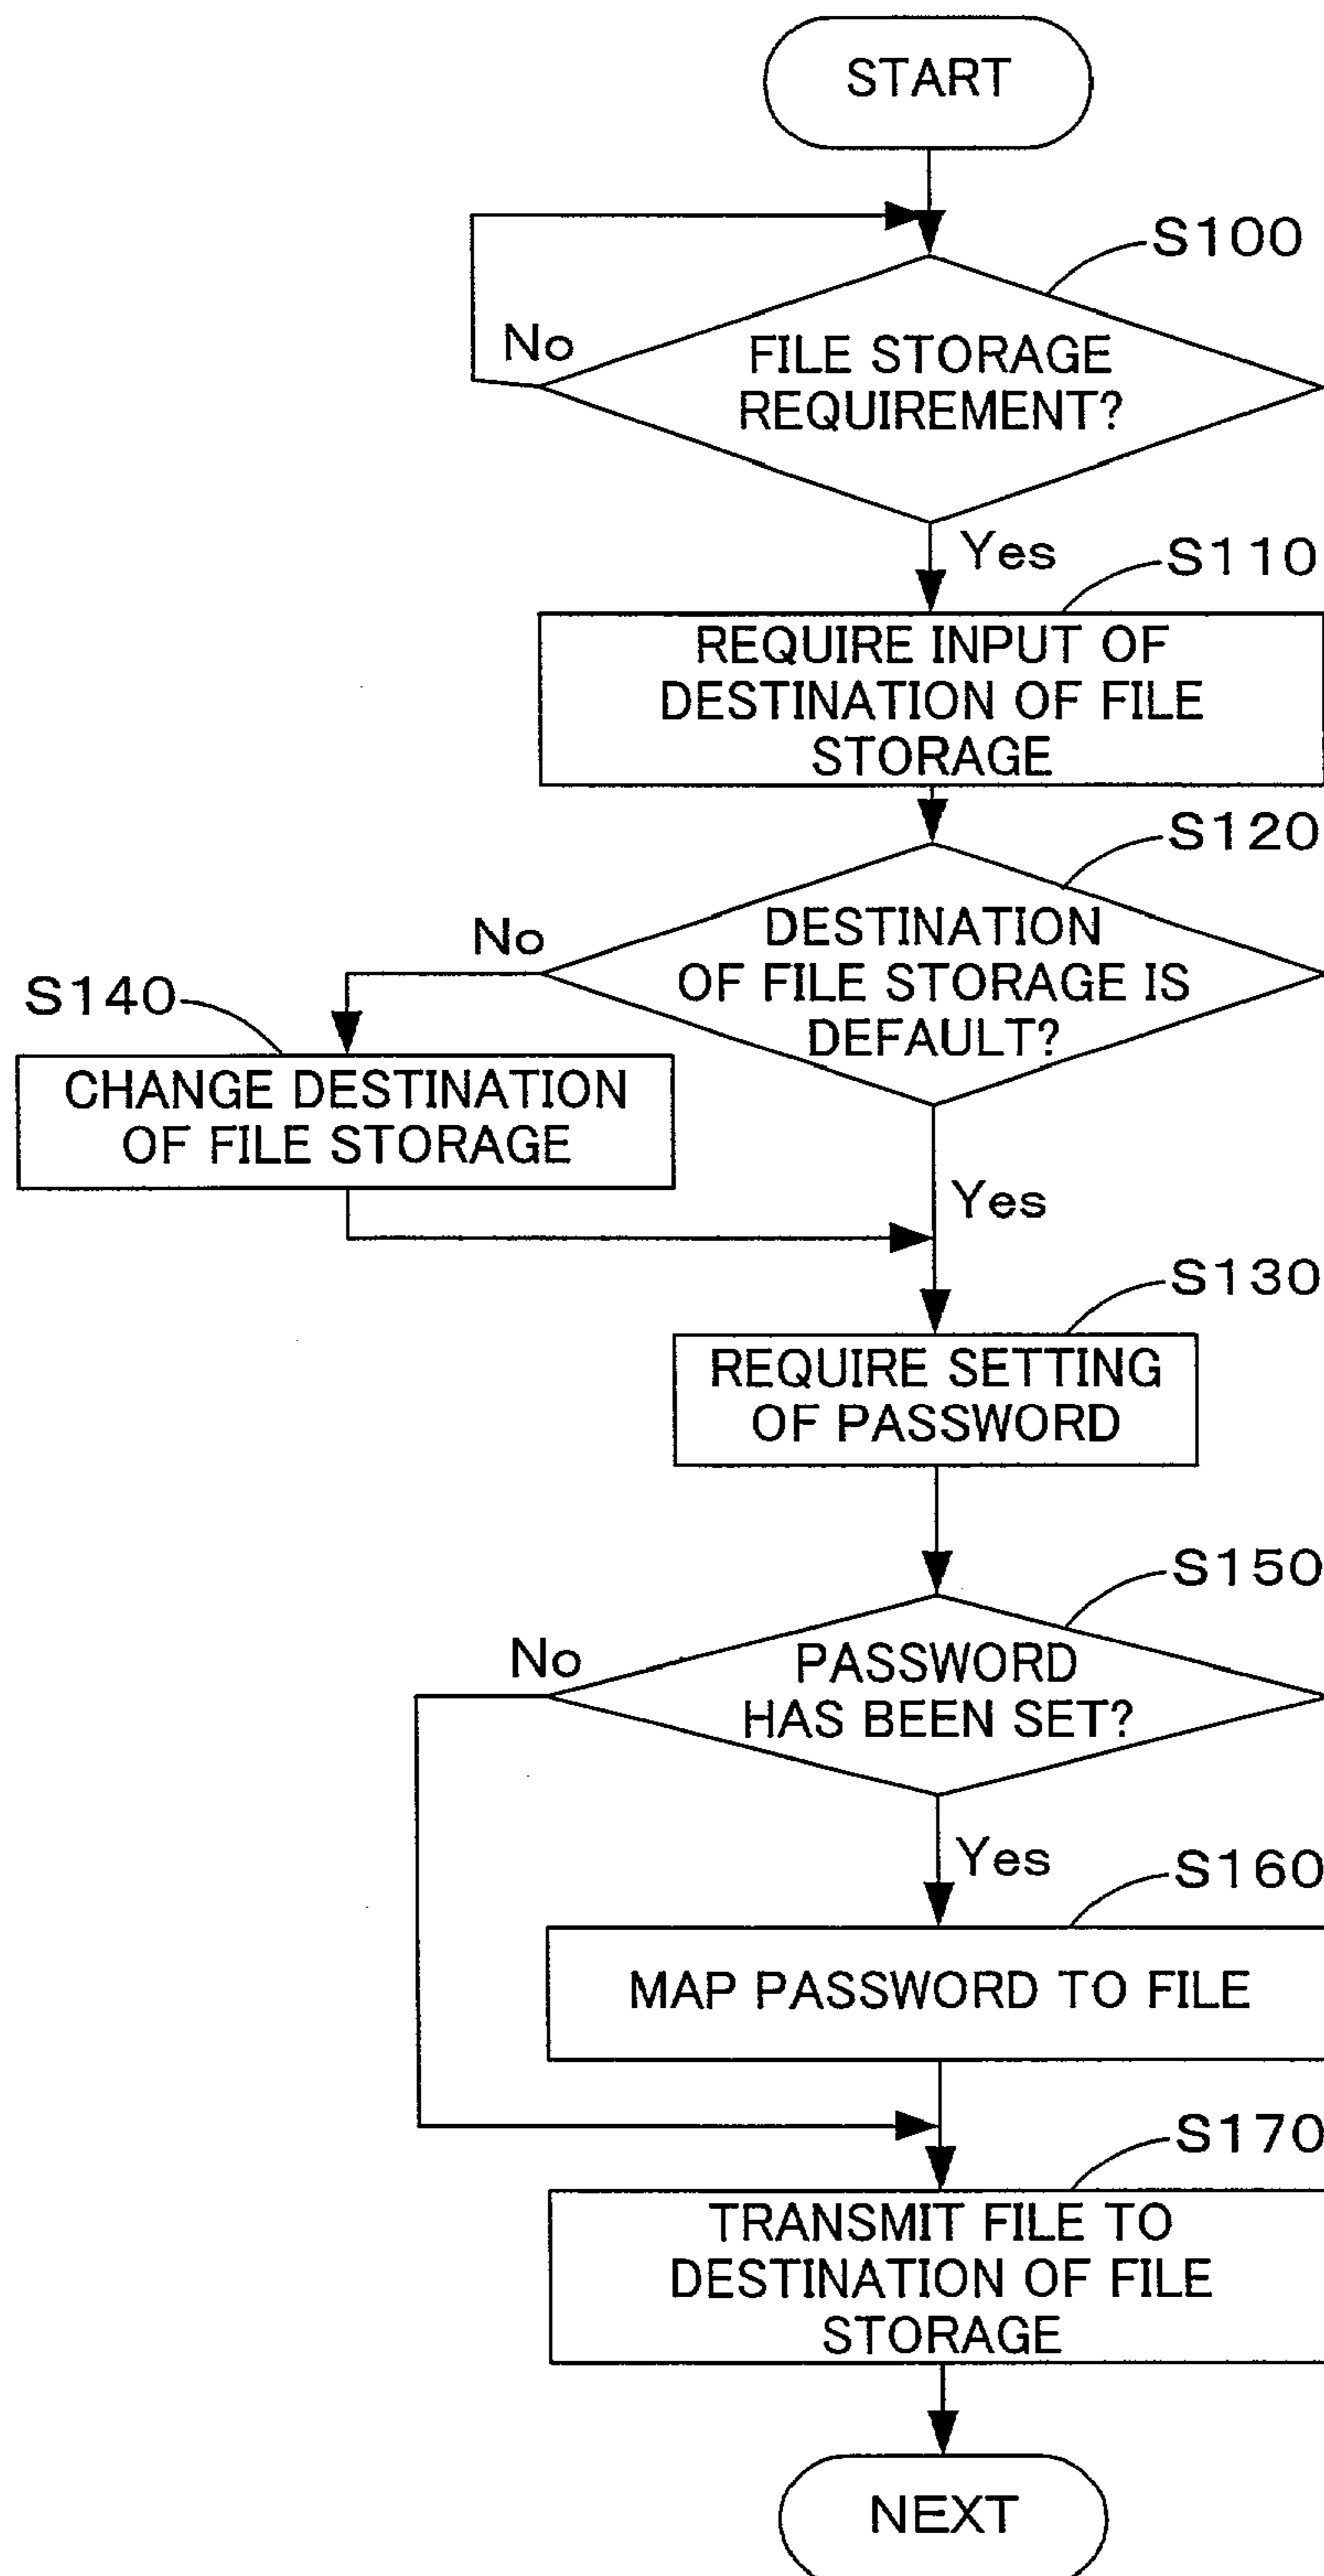 START
S100
No
FILE STORAGE
REQUIREMENT?
Yes
S110
REQUIRE INPUT OF
DESTINATION OF FILE
STORAGE
S120
No
DESTINATION
OF FILE STORAGE IS
DEFAULT?
S140
CHANGE DESTINATION
OF FILE STORAGE
Yes
S130
REQUIRE SETTING
OF PASSWORD
S150
No
PASSWORD
HAS BEEN SET?
Yes
S160
MAP PASSWORD TO FILE
S170
TRANSMIT FILE TO
DESTINATION OF FILE
STORAGE
NEXT